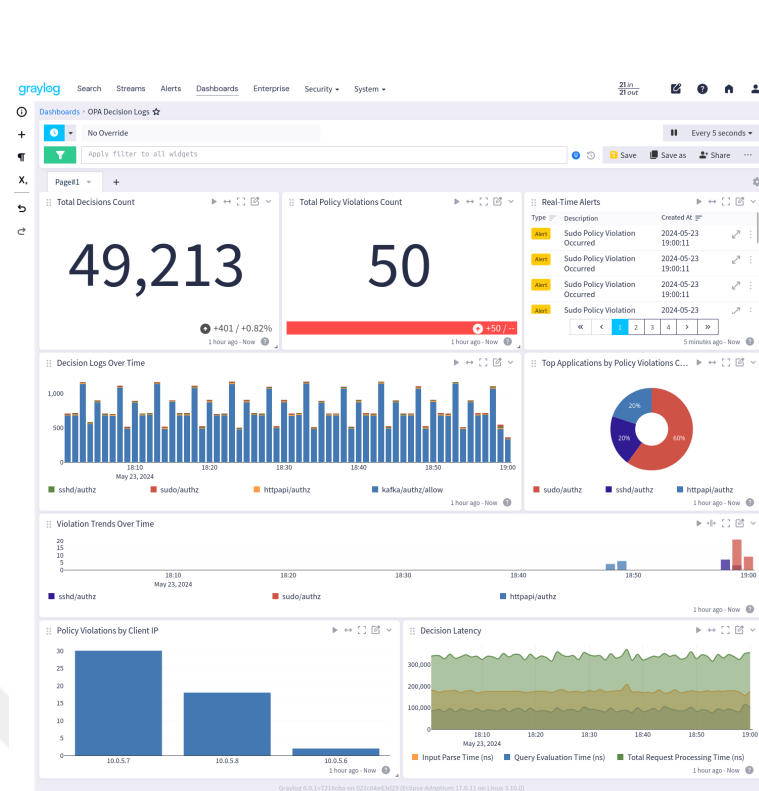 graylog Search Streams Alerts Dashboards Enterprise Security System
21 in
21 out
Dashboards OPA Decision Logs
No Override
Every 5 seconds
Apply filter to all widgets
Save Save as Share ...
Page#1 +
Total Decisions Count
49,213
+401 / +0.82%
1 hour ago - Now
Total Policy Violations Count
50
+50 / --
1 hour ago - Now
Real-Time Alerts
Type Description Created At
Alert Sudo Policy Violation 2024-05-23
Occurred 19:00:11
Alert Sudo Policy Violation 2024-05-23
Occurred 19:00:11
Alert Sudo Policy Violation 2024-05-23
Occurred 19:00:11
Alert Sudo Policy Violation 2024-05-23
« ‹ 1 2 3 4 › »
5 minutes ago - Now
Decision Logs Over Time
1,000
500
0
18:10 18:20 18:30 18:40 18:50 19:00
May 23, 2024
sshd/authz sudo/authz httpapi/authz kafka/authz/allow
1 hour ago - Now
Top Applications by Policy Violations C...
20%
20%
60%
sudo/authz sshd/authz httpapi/authz
1 hour ago - Now
Violation Trends Over Time
20
15
10
5
0
18:10 18:20 18:30 18:40 18:50 19:00
May 23, 2024
sshd/authz sudo/authz httpapi/authz
1 hour ago - Now
Policy Violations by Client IP
30
25
20
15
10
5
0
10.0.5.7 10.0.5.8 10.0.5.6
1 hour ago - Now
Decision Latency
300,000
200,000
100,000
0
18:10 18:20 18:30 18:40 18:50 19:00
May 23, 2024
Input Parse Time (ns) Query Evaluation Time (ns) Total Request Processing Time (ns)
1 hour ago - Now